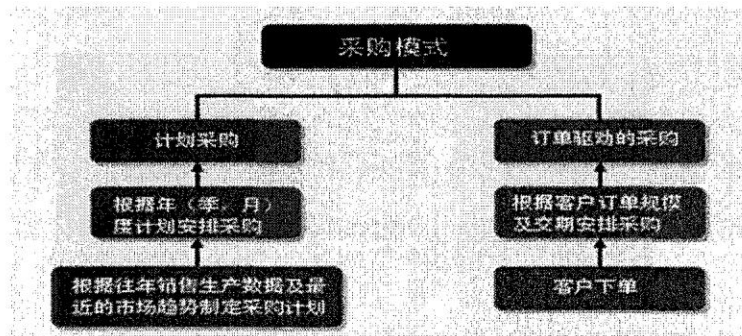 采购模式
计划采购
订单驱动的采购
根据年（季，月）
度计划安排采购
根据客户订单规模
及交期安排采购
根据往年销售生产数据及最
近的市场趋势制定采购计划
客户下单